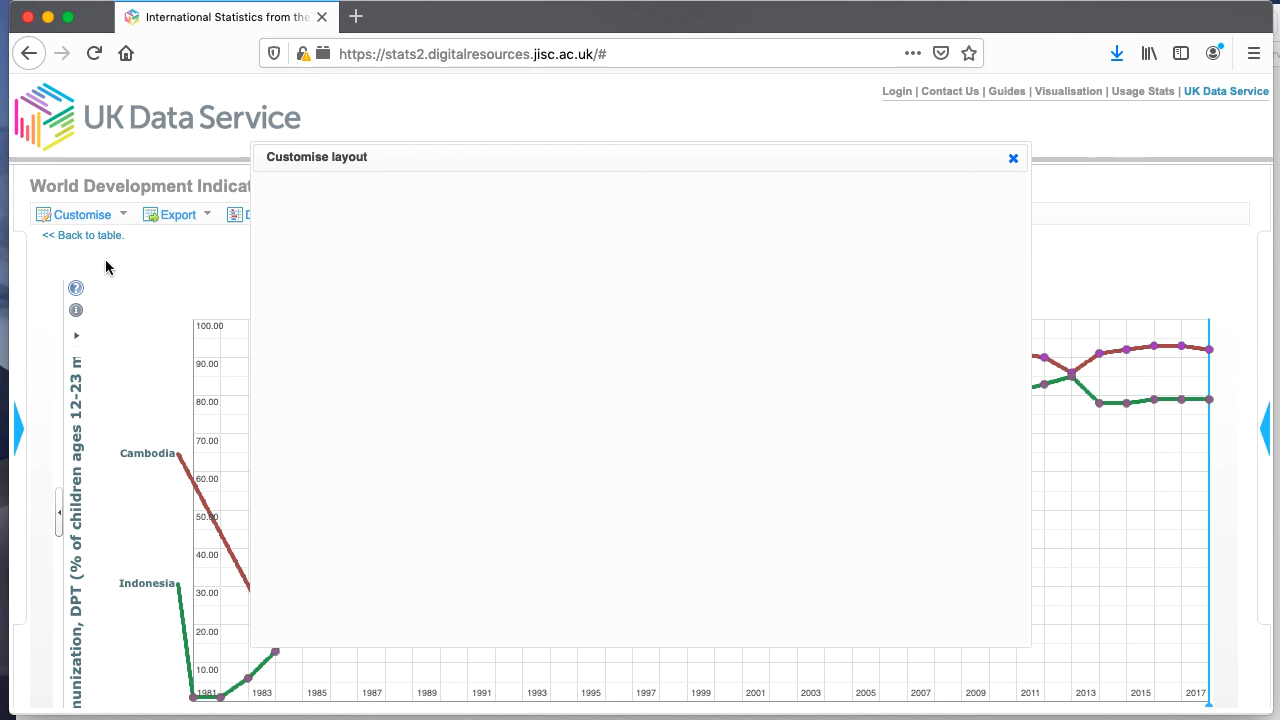 International Statistics from the
https://stats2.digitalresources.jisc.ac.uk/#
UK Data Service
Login | Contact Us | Guides | Visualisation | Usage Stats | UK Data Service
Customise layout
World Development Indicat
Customise
Export
D
<< Back to table.
100.00
90.00
80.00
70.00
Cambodia
60.00
50.00
40.00
Indonesia
30.00
20.00
10.00
nunization, DPT (% of children ages 12-23 m
1981
1983
1985
1987
1989
1991
1993
1995
1997
1999
2001
2003
2005
2007
2009
2011
2013
2015
2017